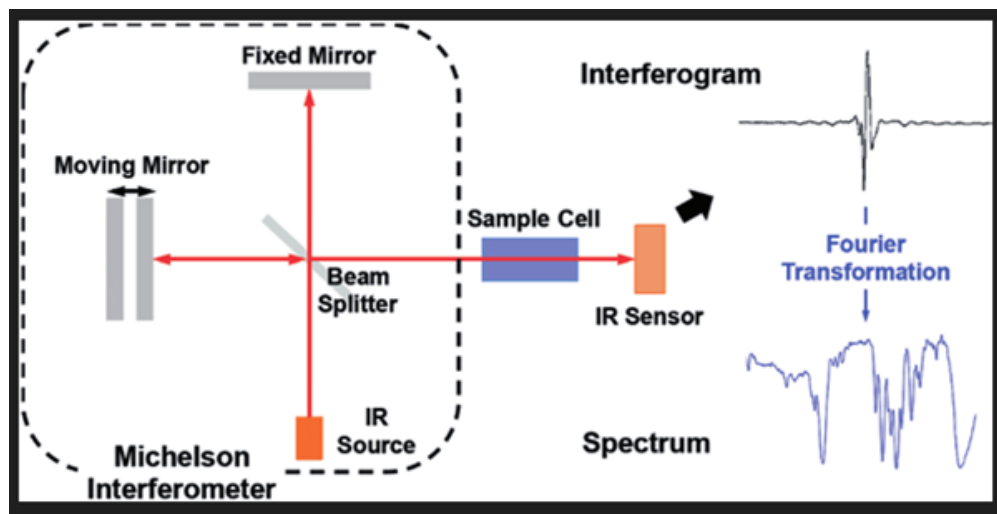 Fixed Mirror
Interferogram
Moving Mirror
Sample Cell
Fourier
Transformation
Beam
Splitter
IR Sensor
IR
Source
Spectrum
Michelson
Interferometer